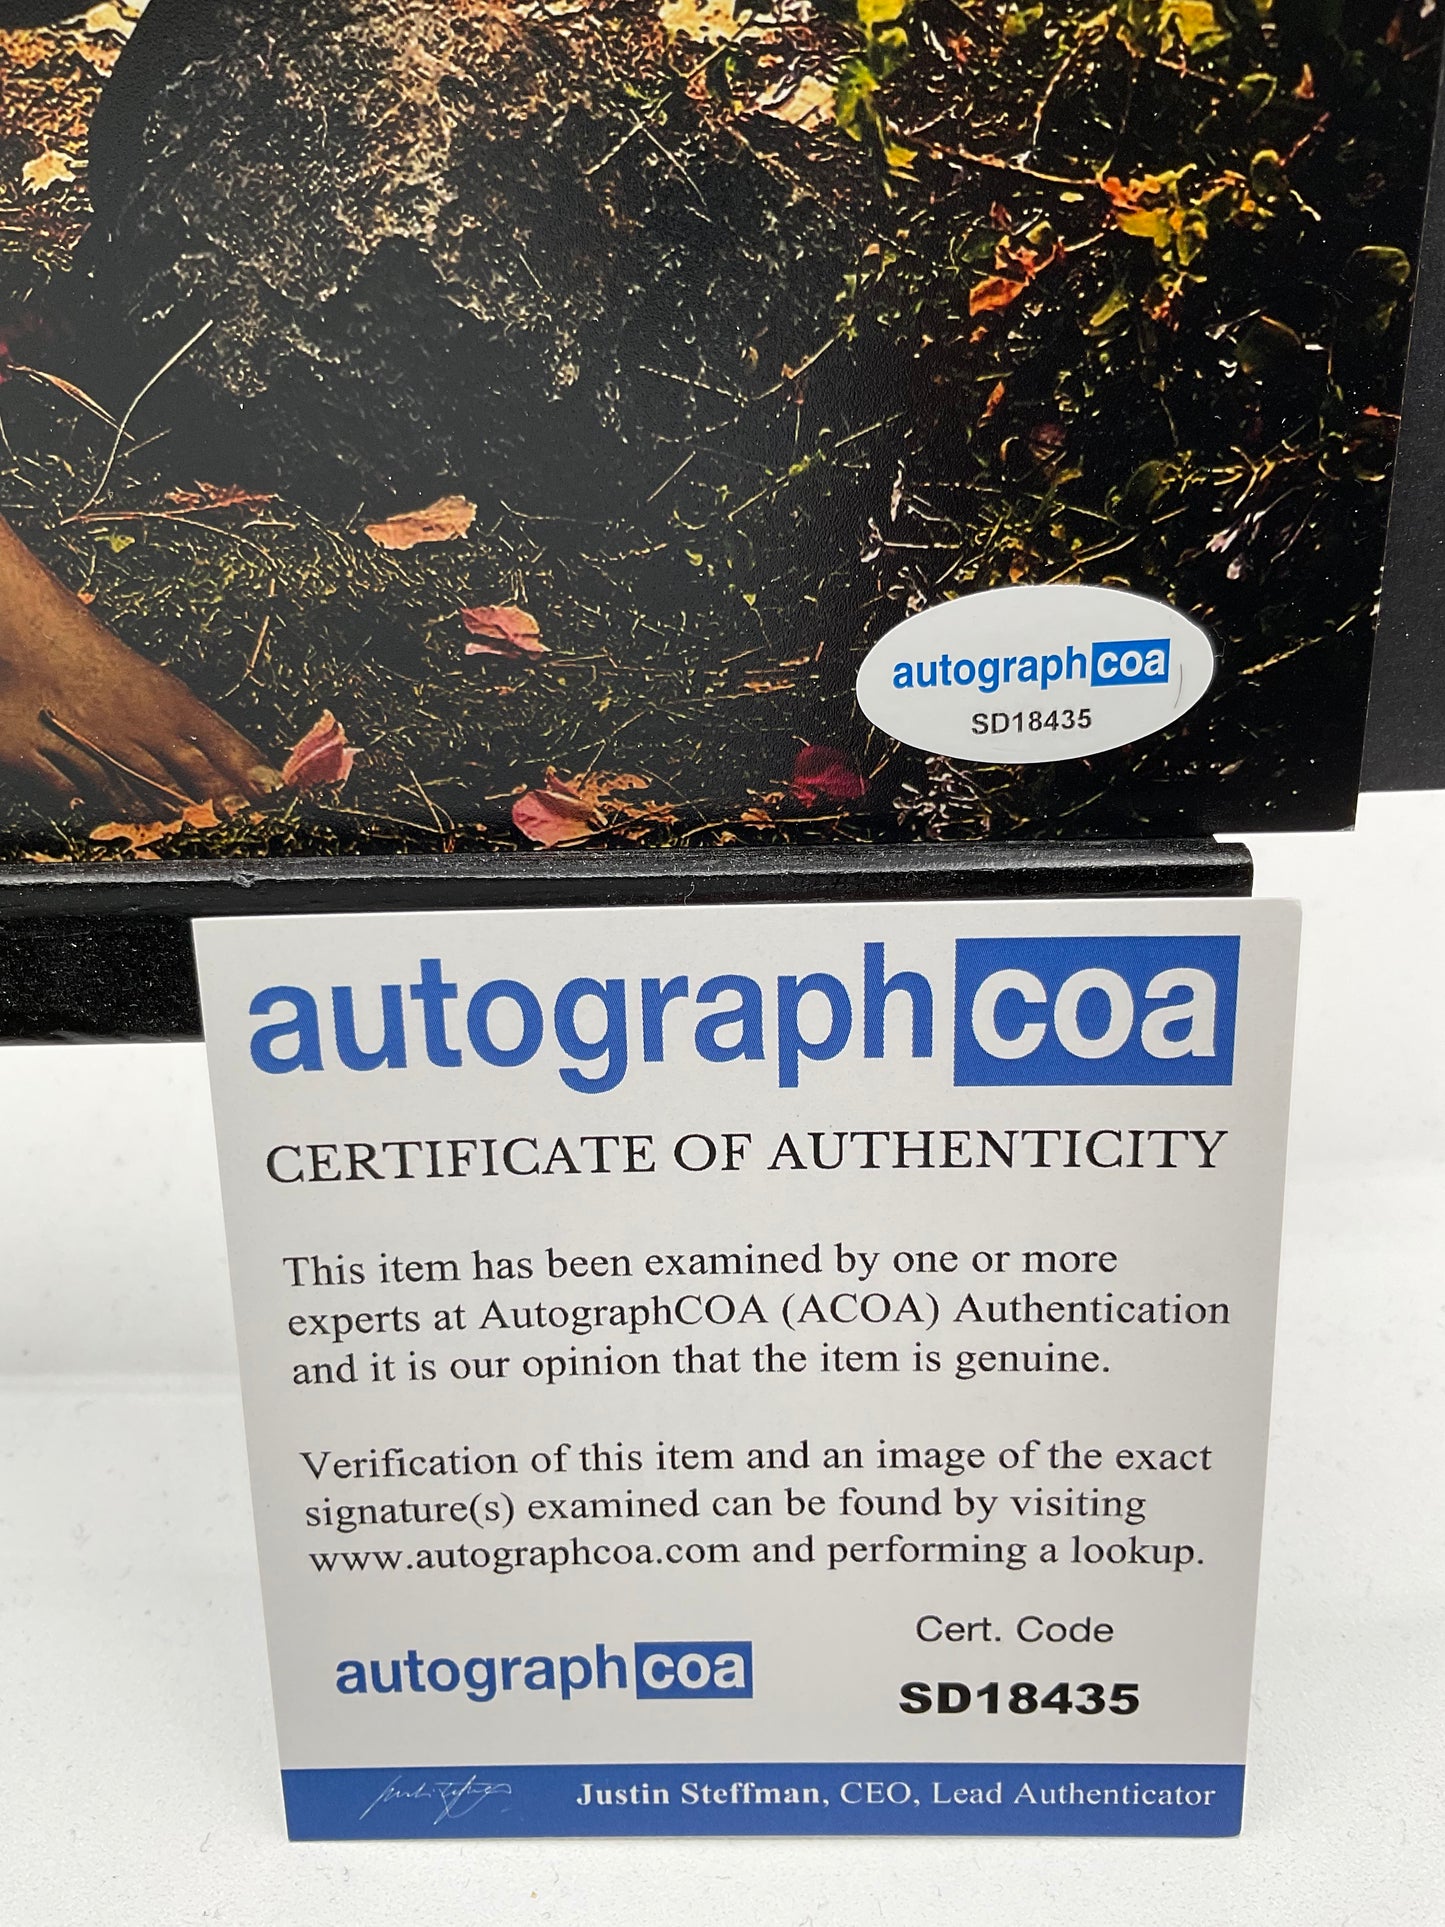 autographcoa
SD18435
autographcoa
CERTIFICATE OF AUTHENTICITY
This item has been examined by one or more
experts at AutographCOA (ACOA) Authentication
and it is our opinion that the item is genuine.
Verification of this item and an image of the exact
signature(s) examined can be found by visiting
www.autographcoa.com and performing a lookup.
autographcoa
Cert. Code
SD18435
Justin Steffman, CEO, Lead Authenticator